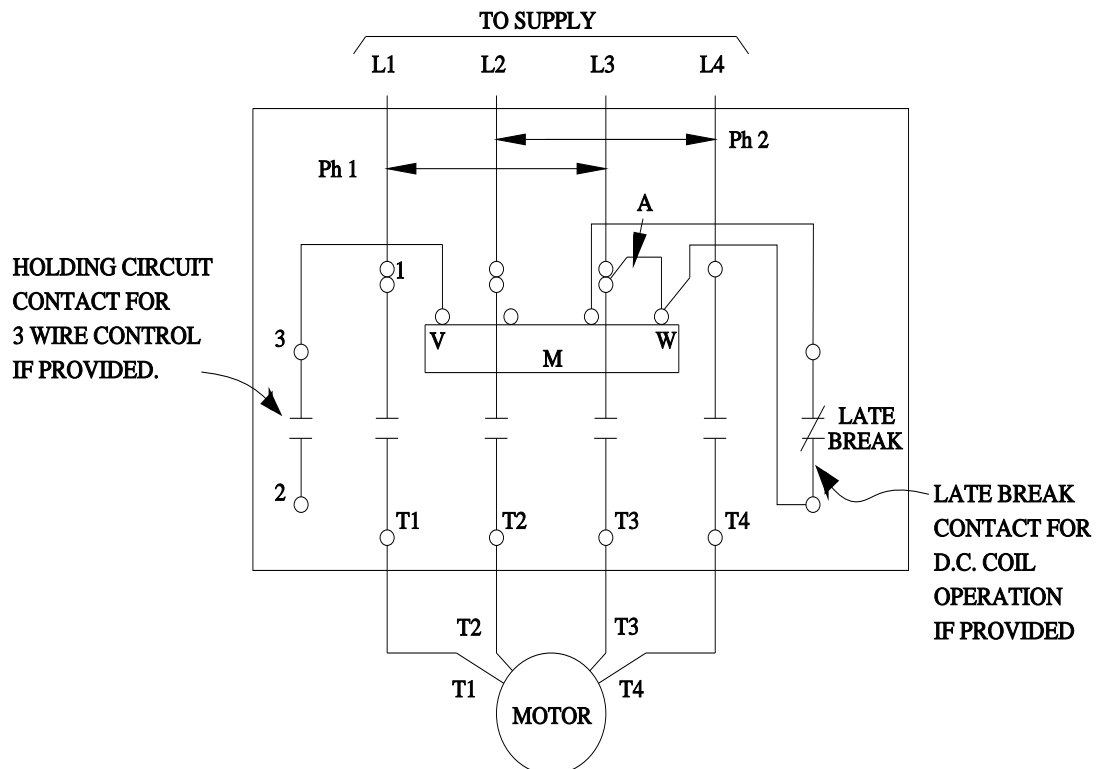 TO SUPPLY
L1 L2 L3 L4
Ph 2
Ph 1
A
HOLDING CIRCUIT
CONTACT FOR
3 WIRE CONTROL
IF PROVIDED.
1
3
V
W
M
LATE
BREAK
2
T1 T2 T3 T4
LATE BREAK
CONTACT FOR
D.C. COIL
OPERATION
IF PROVIDED
T2 T3
T1 T4
MOTOR